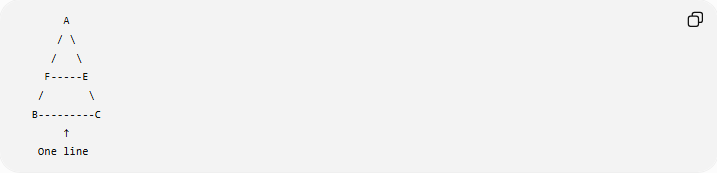 A
/ \
/ \
F-----E
/ \
B---------C
↑
One line